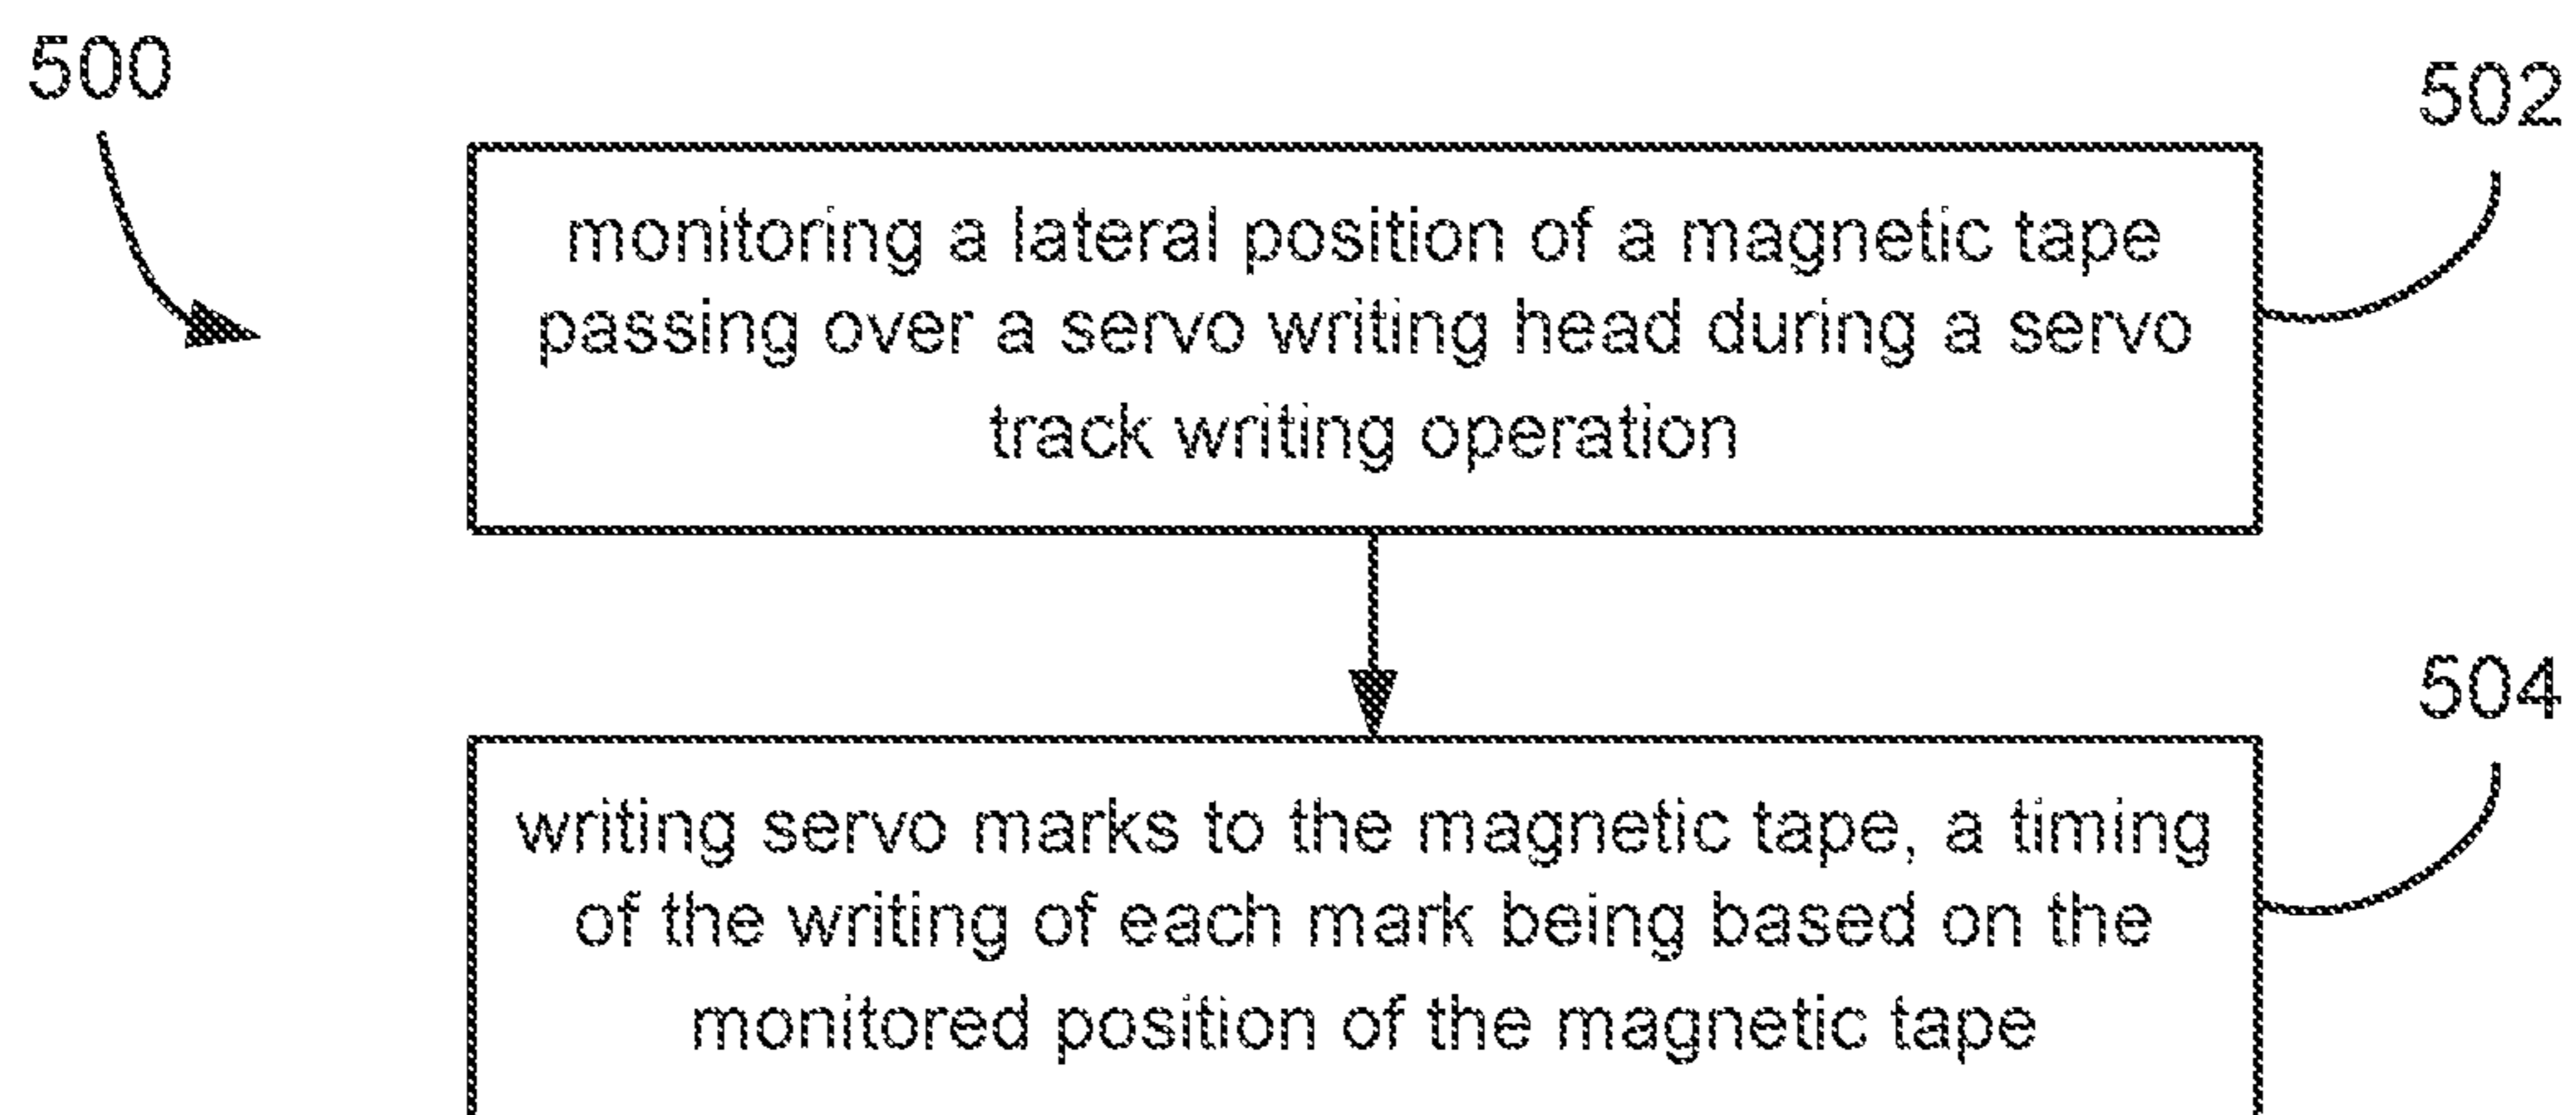 500
502
monitoring a lateral position of a magnetic tape
passing over a servo writing head during a servo
track writing operation
504
writing servo marks to the magnetic tape, a timing
of the writing of each mark being based on the
monitored position of the magnetic tape